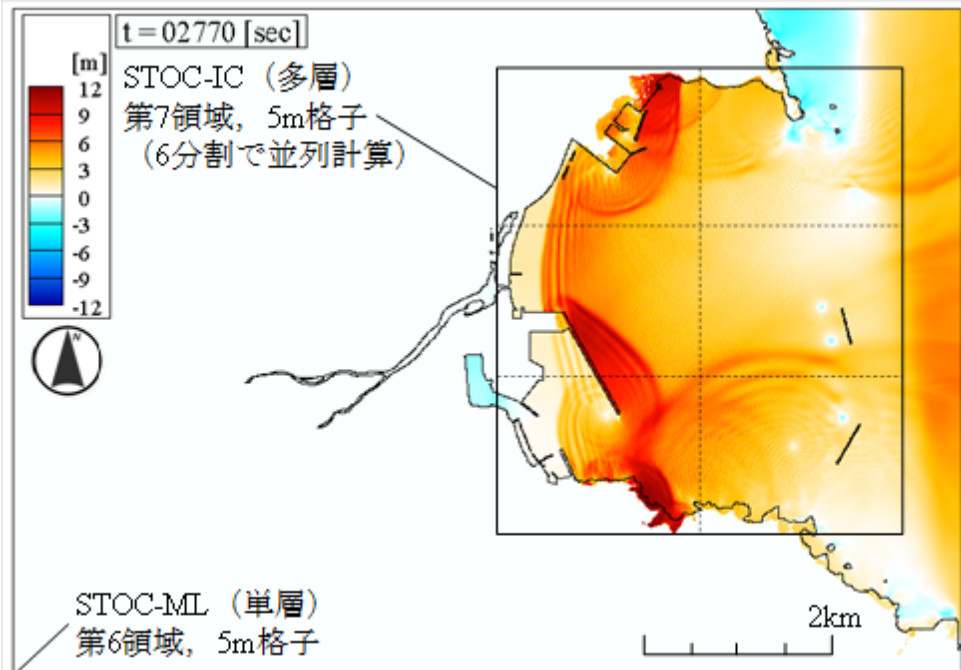 t = 02770 [sec]
[m]
12
9
6
3
0
-3
-6
-9
-12
STOC-IC （多層）
第7領域， 5m格子
（6分割で並列計算）
N
STOC-ML （単層）
第6領域， 5m格子
2km